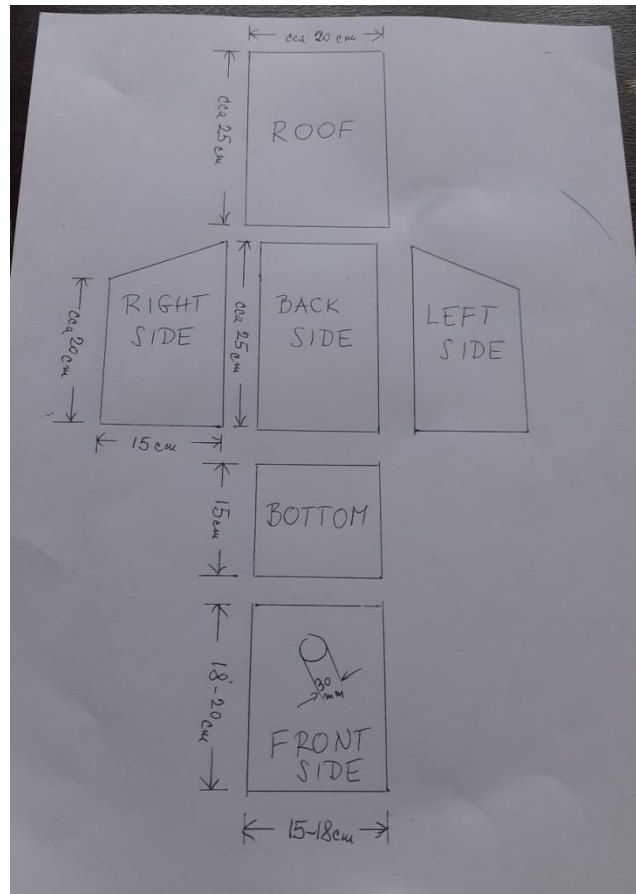 cca 20 cm
cca 25 cm
ROOF
RIGHT
SIDE
cca 20 cm
15 cm
cca 25 cm
BACK
SIDE
LEFT
SIDE
15 cm
BOTTOM
18-20 cm
30
mm
FRONT
SIDE
15-18 cm